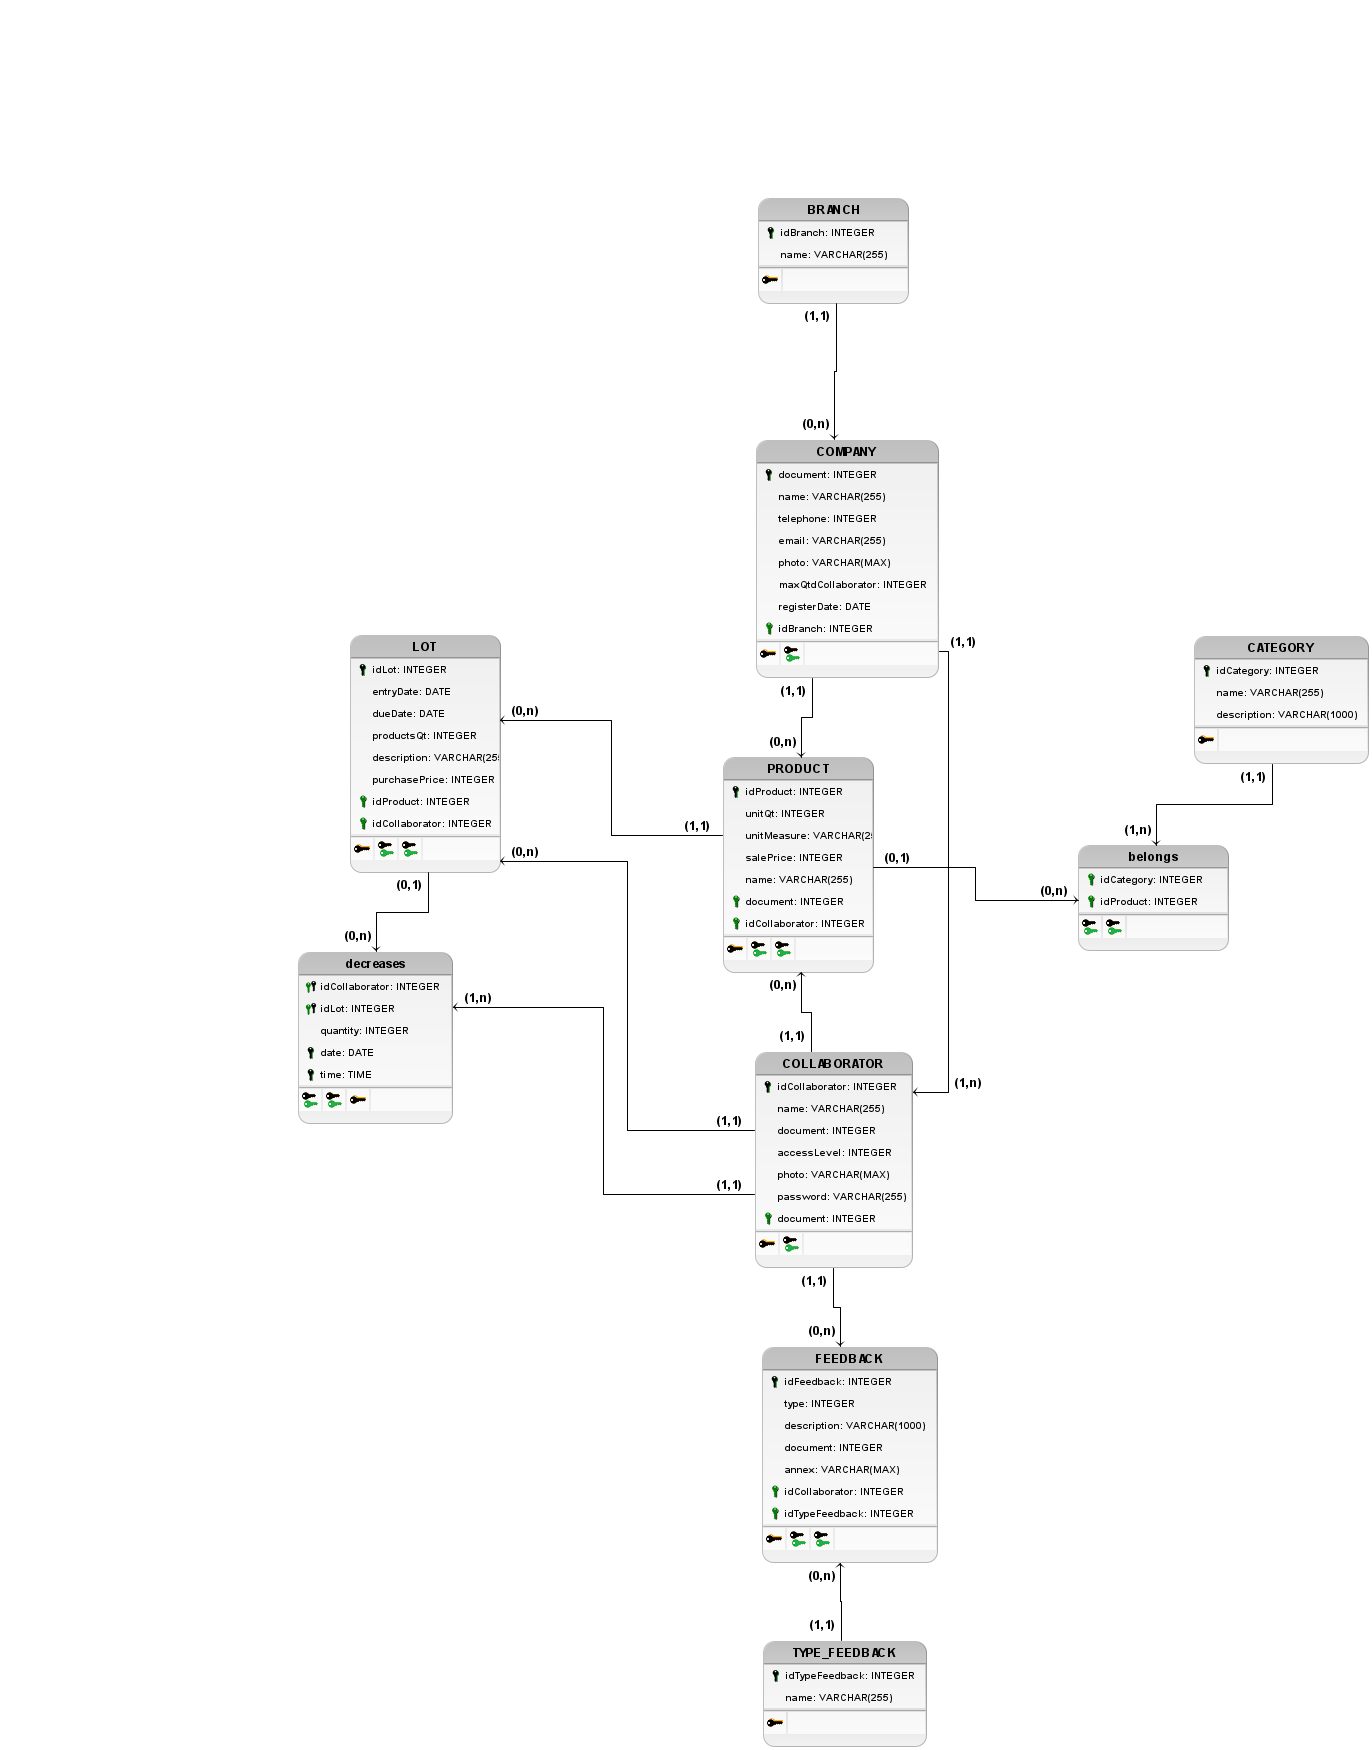 BRANCH
idBranch: INTEGER
name: VARCHAR(255)
(1,1)
(0,n)
COMPANY
document: INTEGER
name: VARCHAR(255)
telephone: INTEGER
email: VARCHAR(255)
photo: VARCHAR(MAX)
maxQtdCollaborator: INTEGER
registerDate: DATE
idBranch: INTEGER
(1,1)
(1,1)
(0,n)
LOT
idLot: INTEGER
entryDate: DATE
dueDate: DATE
productsQt: INTEGER
description: VARCHAR(25
purchasePrice: INTEGER
idProduct: INTEGER
idCollaborator: INTEGER
(0,n)
(0,n)
(0,1)
(0,n)
CATEGORY
idCategory: INTEGER
name: VARCHAR(255)
description: VARCHAR(1000)
(1,1)
(1,n)
PRODUCT
idProduct: INTEGER
unitQt: INTEGER
unitMeasure: VARCHAR(2
salePrice: INTEGER
name: VARCHAR(255)
document: INTEGER
idCollaborator: INTEGER
(1,1)
(0,1)
(0,n)
(0,n)
(1,1)
belongs
idCategory: INTEGER
idProduct: INTEGER
decreases
idCollaborator: INTEGER
idLot: INTEGER
quantity: INTEGER
date: DATE
time: TIME
(1,n)
COLLABORATOR
idCollaborator: INTEGER
name: VARCHAR(255)
document: INTEGER
accessLevel: INTEGER
photo: VARCHAR(MAX)
password: VARCHAR(255)
document: INTEGER
(1,n)
(1,1)
(1,1)
(1,1)
(0,n)
FEEDBACK
idFeedback: INTEGER
type: INTEGER
description: VARCHAR(1000)
document: INTEGER
annex: VARCHAR(MAX)
idCollaborator: INTEGER
idTypeFeedback: INTEGER
(0,n)
(1,1)
TYPE_FEEDBACK
idTypeFeedback: INTEGER
name: VARCHAR(255)